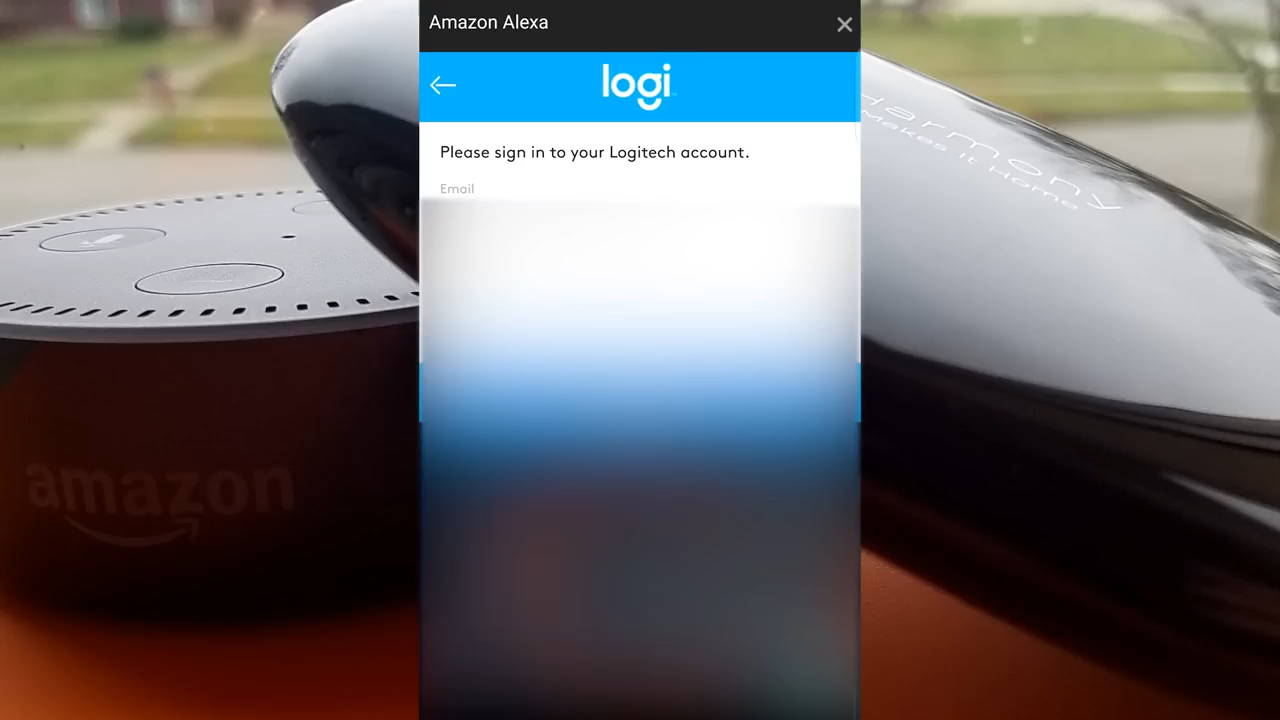 Amazon Alexa
logi
Please sign in to your Logitech account.
Email
Harmony
Makes It Home
amazon